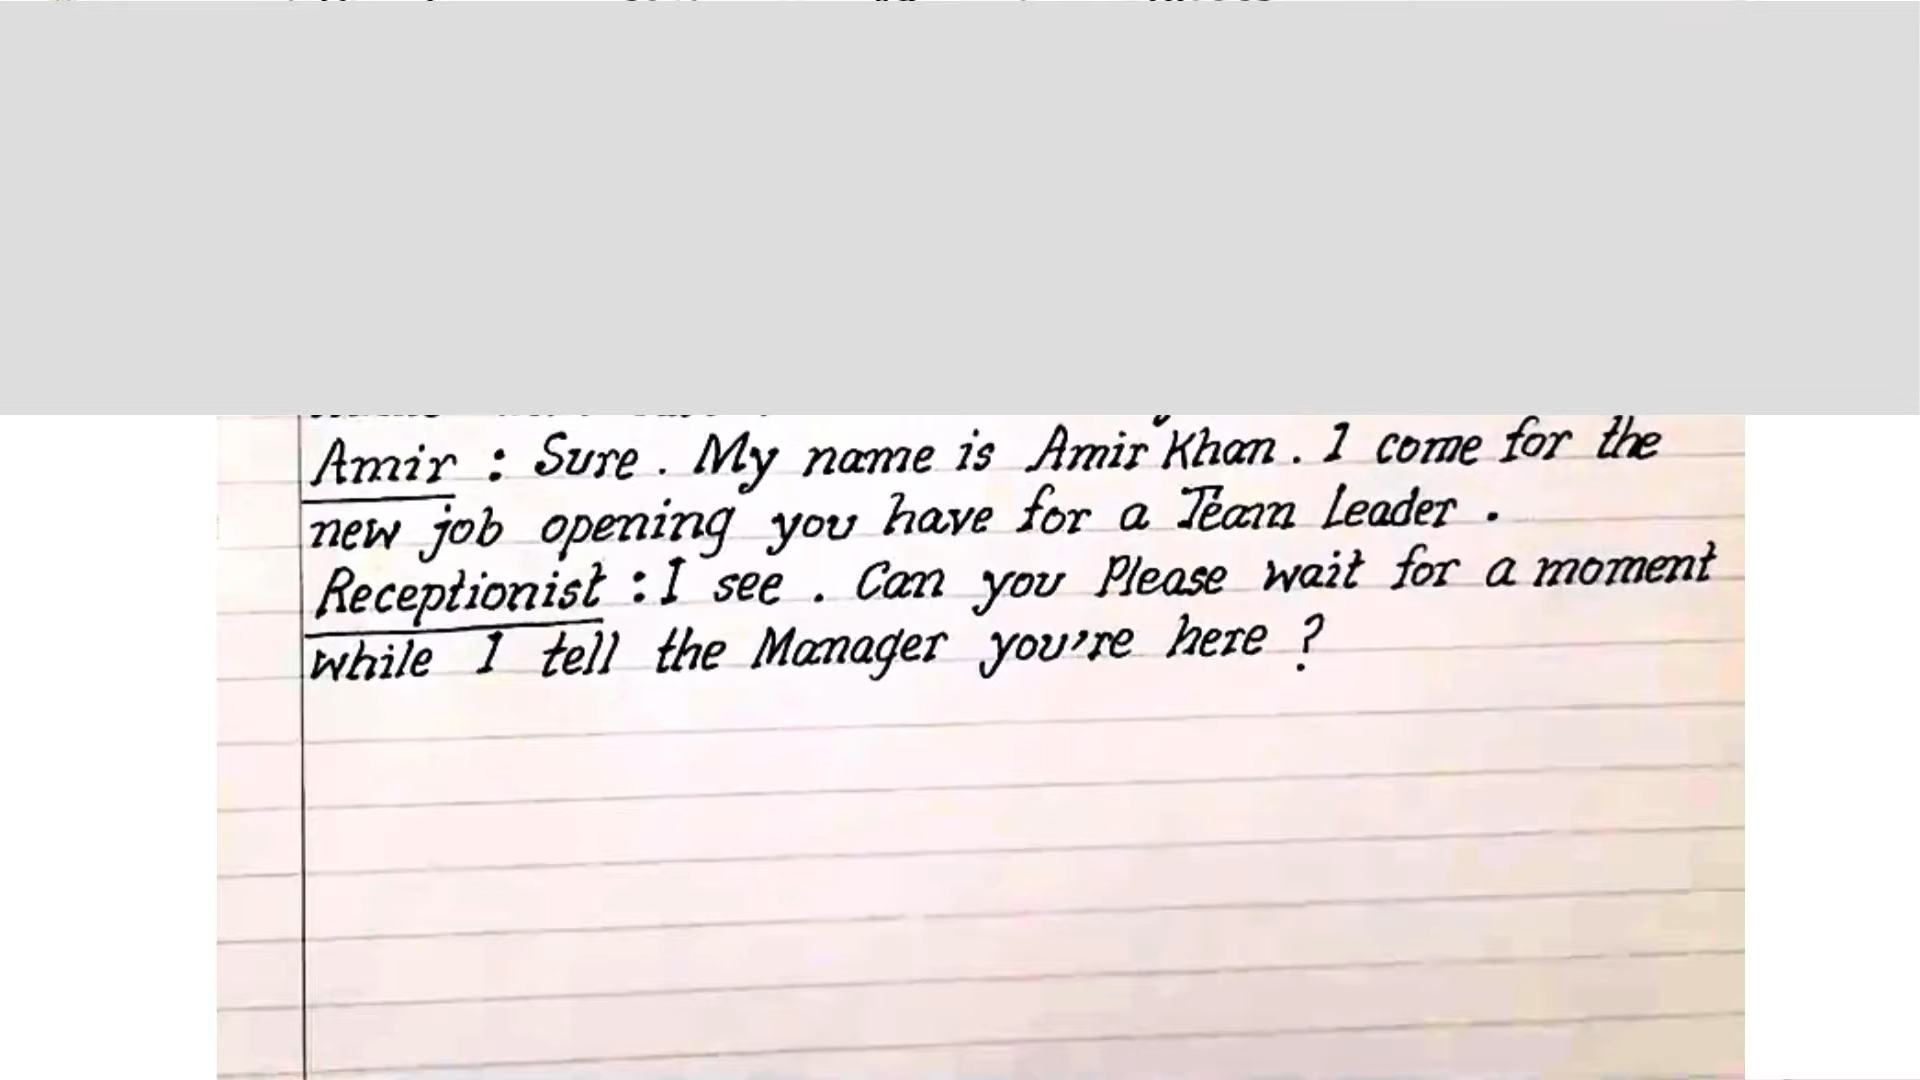 Amir : Sure . My name is Amir Khan . I come for the
new job opening you have for a Team Leader .
Receptionist : I see . Can you Please wait for a moment
while I tell the Manager you're here ?